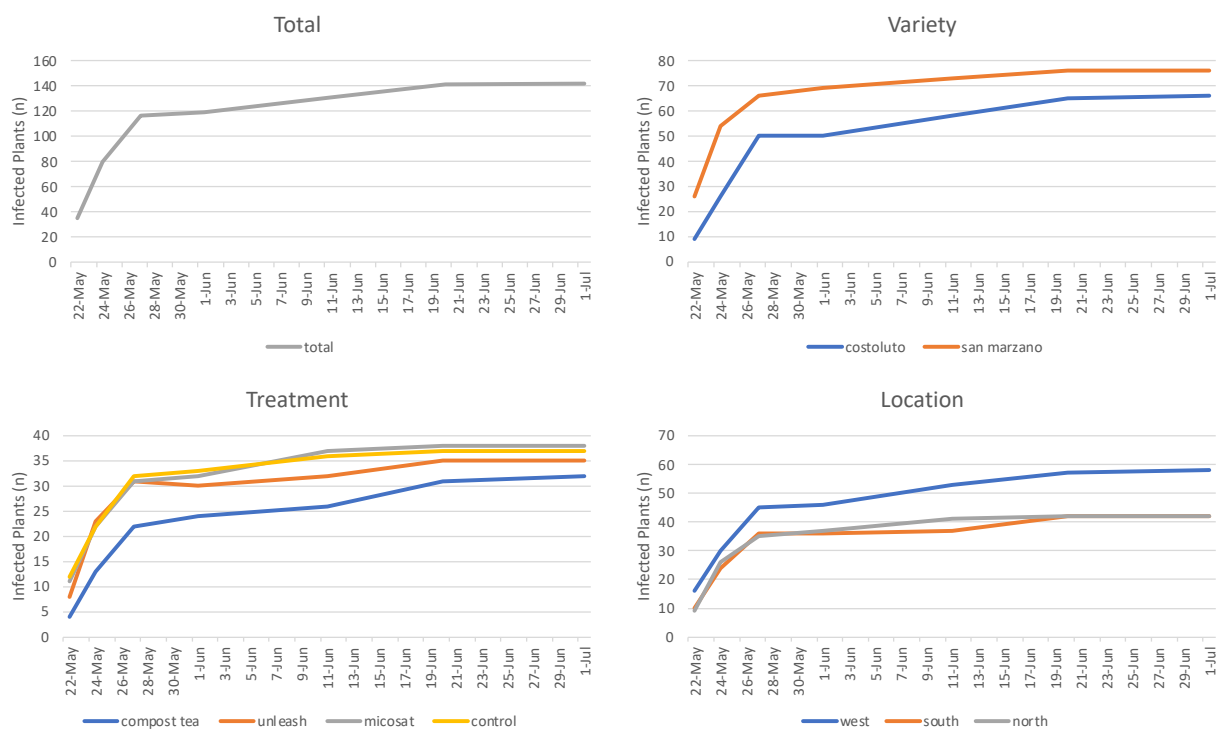 Total
Infected Plants (n)
160
140
120
100
80
60
40
20
0
22-May
24-May
26-May
28-May
30-May
1-Jun
3-Jun
5-Jun
7-Jun
9-Jun
11-Jun
13-Jun
15-Jun
17-Jun
19-Jun
21-Jun
23-Jun
25-Jun
27-Jun
29-Jun
1-Jul
total
Variety
Infected Plants (n)
80
70
60
50
40
30
20
10
0
22-May
24-May
26-May
28-May
30-May
1-Jun
3-Jun
5-Jun
7-Jun
9-Jun
11-Jun
13-Jun
15-Jun
17-Jun
19-Jun
21-Jun
23-Jun
25-Jun
27-Jun
29-Jun
1-Jul
costoluto san marzano
Treatment
Infected Plants (n)
40
35
30
25
20
15
10
5
0
22-May
24-May
26-May
28-May
30-May
1-Jun
3-Jun
5-Jun
7-Jun
9-Jun
11-Jun
13-Jun
15-Jun
17-Jun
19-Jun
21-Jun
23-Jun
25-Jun
27-Jun
29-Jun
1-Jul
compost tea unleash micosat control
Location
Infected Plants (n)
70
60
50
40
30
20
10
0
22-May
24-May
26-May
28-May
30-May
1-Jun
3-Jun
5-Jun
7-Jun
9-Jun
11-Jun
13-Jun
15-Jun
17-Jun
19-Jun
21-Jun
23-Jun
25-Jun
27-Jun
29-Jun
1-Jul
west south north